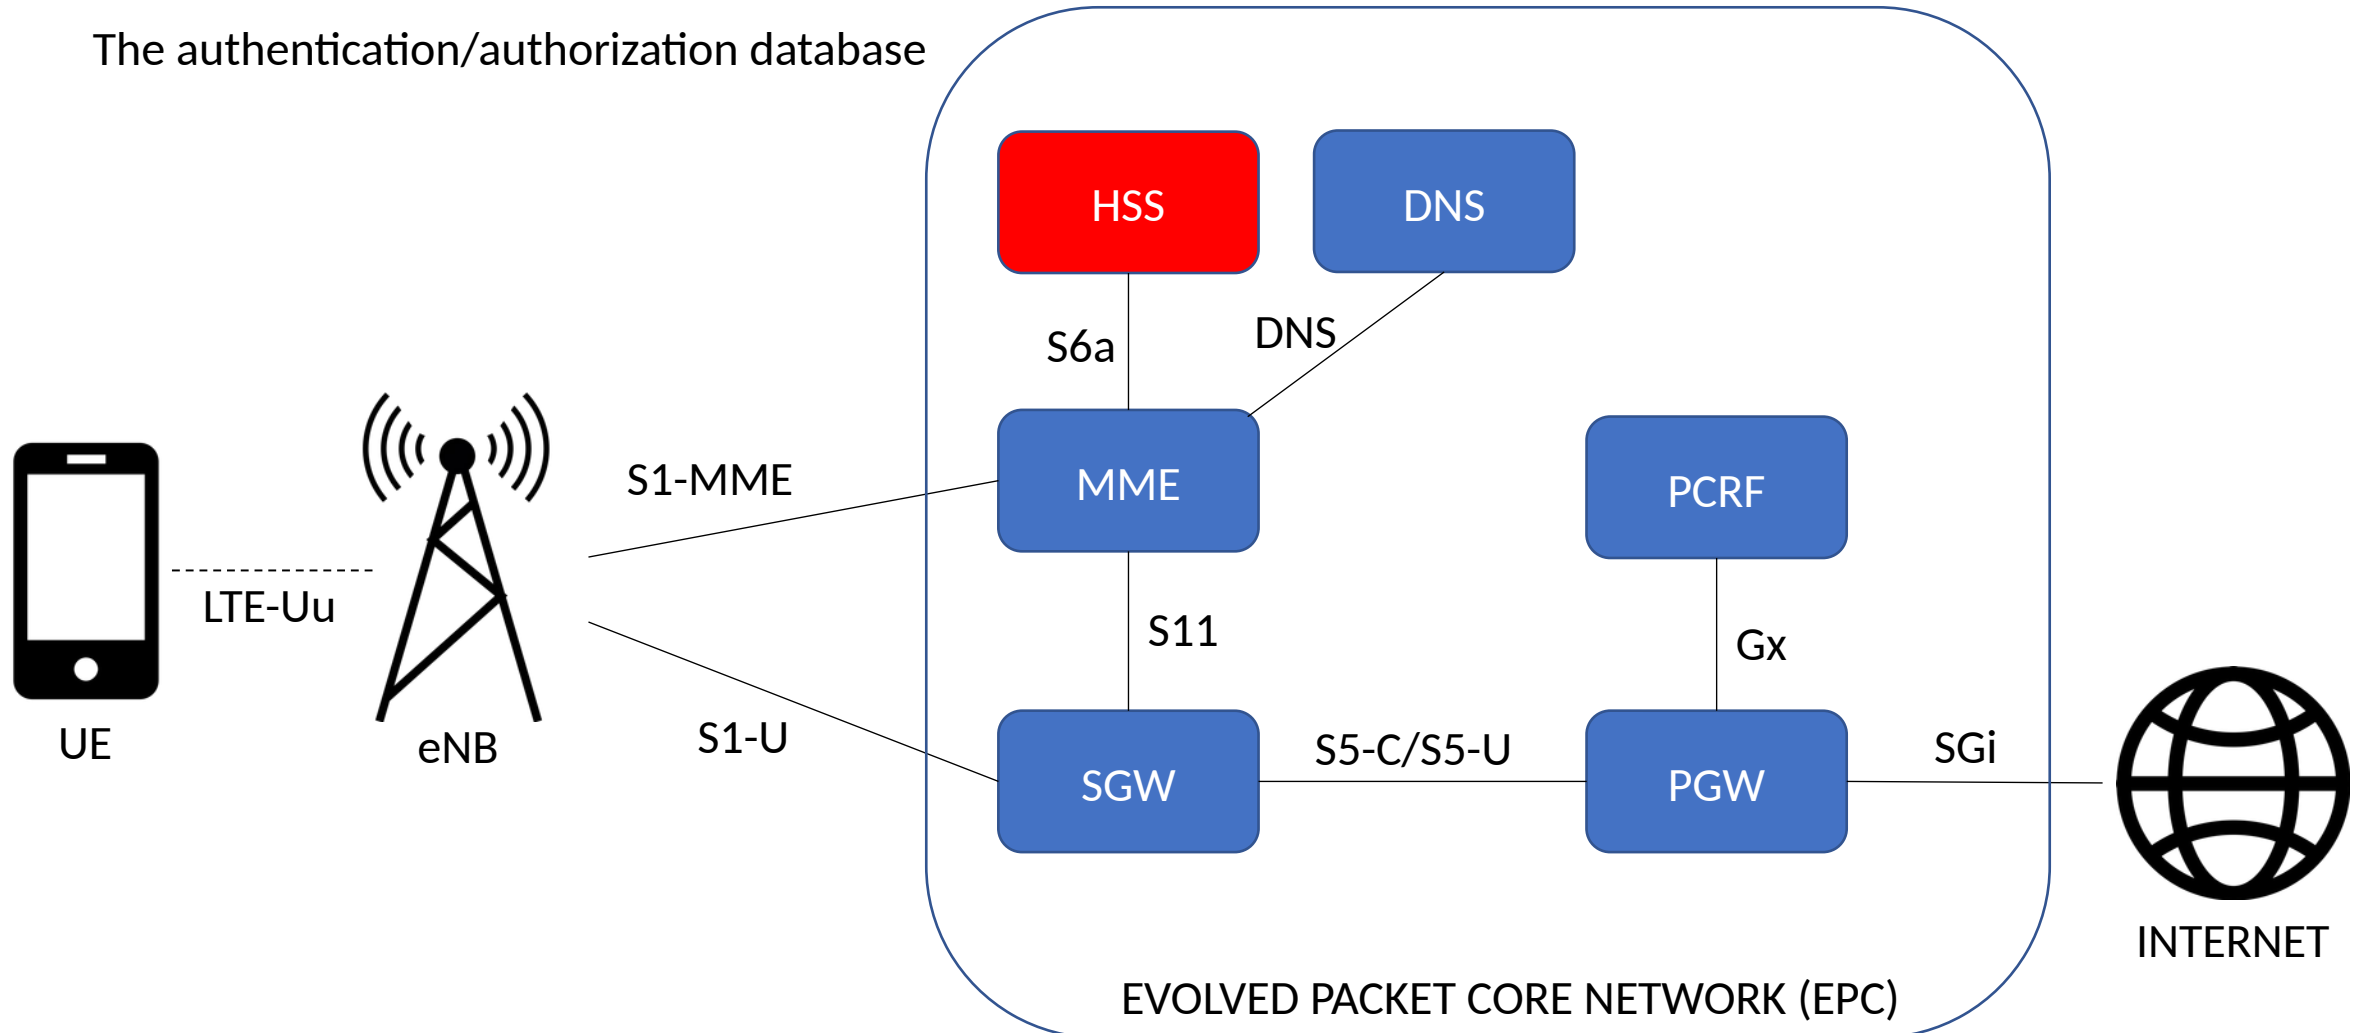 The authentication/authorization database
HSS
DNS
S6a
DNS
S1-MME
MME
PCRF
LTE-Uu
S11
Gx
UE
eNB
S1-U
SGW
S5-C/S5-U
PGW
SGi
INTERNET
EVOLVED PACKET CORE NETWORK (EPC)